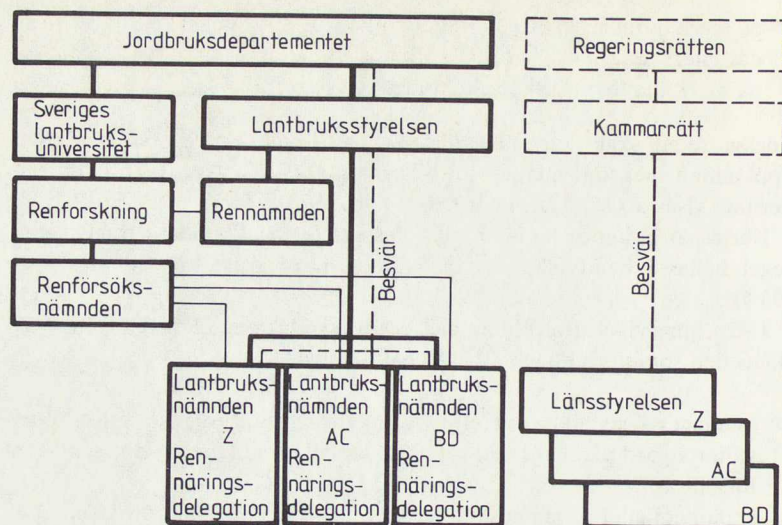 Jordbruksdepartementet
Regeringsrätten
Sveriges
lantbruks-
universitet
Lantbruksstyrelsen
Kammarrätt
Renforskning
Rennämnden
Besvär
Besvär
Renförsöks-
nämnden
Lantbruks-
nämnden
Z
Ren-
närings-
delegation
Lantbruks-
nämnden
AC
Ren-
närings-
delegation
Lantbruks-
nämnden
BD
Ren-
närings-
delegation
Länsstyrelsen
Z
AC
BD